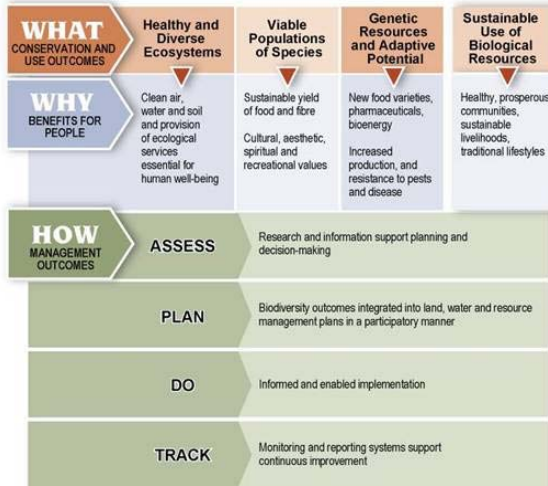 WHAT
CONSERVATION AND
USE OUTCOMES
Healthy and
Diverse
Ecosystems
Viable
Populations
of Species
Genetic
Resources
and Adaptive
Potential
Sustainable
Use of
Biological
Resources
WHY
BENEFITS FOR
PEOPLE
Clean air,
water and soil
and provision
of ecological
services
essential for
human well-being
Sustainable yield
of food and fibre
Cultural, aesthetic,
spiritual and
recreational values
New food varieties,
pharmaceuticals,
bioenergy
Increased
production, and
resistance to pests
and disease
Healthy, prosperous
communities,
sustainable
livelihoods,
traditional lifestyles
HOW
MANAGEMENT
OUTCOMES
ASSESS
Research and information support planning and
decision-making
PLAN
Biodiversity outcomes integrated into land, water and resource
management plans in a participatory manner
DO
Informed and enabled implementation
TRACK
Monitoring and reporting systems support
continuous improvement